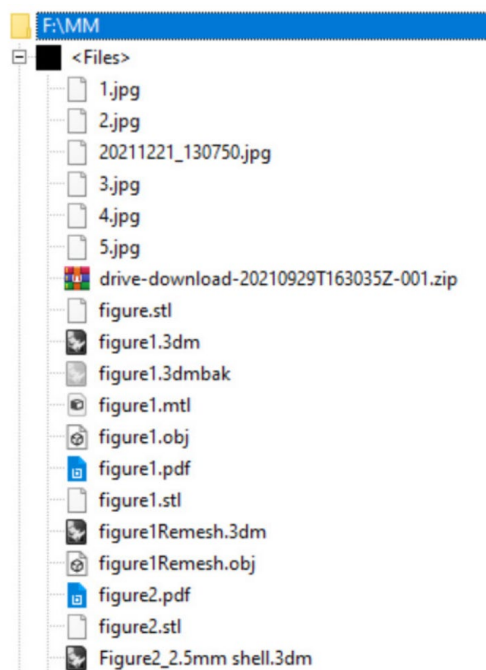 F:\MM
<Files>
1.jpg
2.jpg
20211221_130750.jpg
3.jpg
4.jpg
5.jpg
drive-download-20210929T163035Z-001.zip
figure.stl
figure1.3dm
figure1.3dmbak
figure1.mtl
figure1.obj
figure1.pdf
figure1.stl
figure1Remesh.3dm
figure1Remesh.obj
figure2.pdf
figure2.stl
Figure2_2.5mm shell.3dm